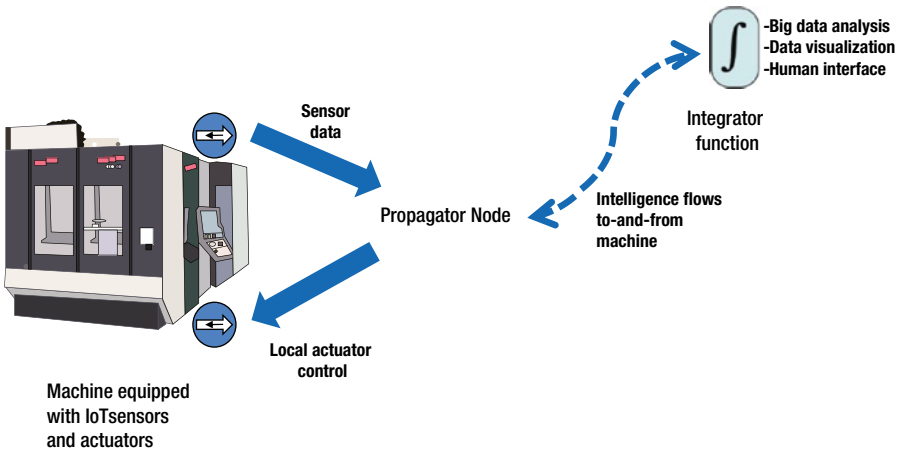 -Big data analysis
-Data visualization
-Human interface
Integrator
function
Sensor
data
Propagator Node
Intelligence flows
to-and-from
machine
Local actuator
control
Machine equipped
with IoTsensors
and actuators